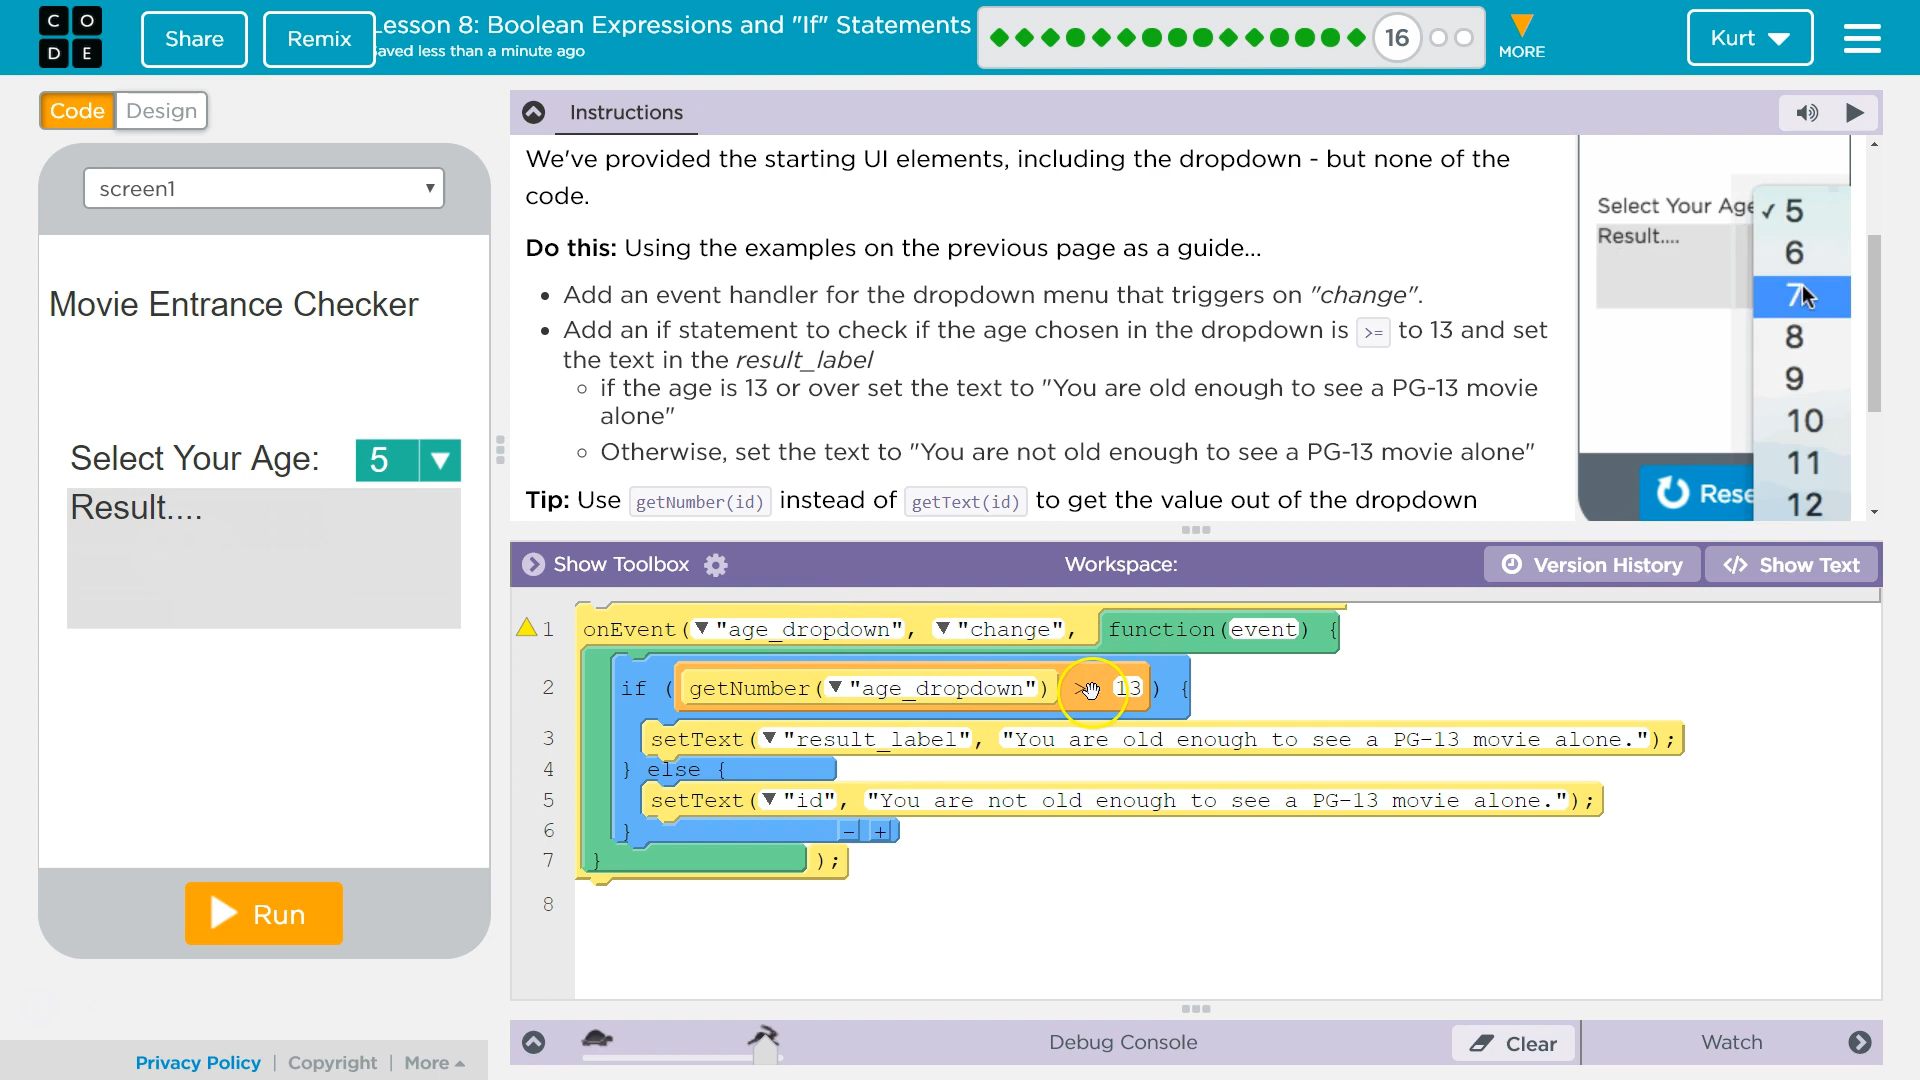 C O
D E
Share
Remix
Lesson 8: Boolean Expressions and "If" Statements
saved less than a minute ago
16
MORE
Kurt
Code
Design
screen1
Movie Entrance Checker
Select Your Age:
5
Result....
Run
Privacy Policy | Copyright | More
Instructions
We've provided the starting UI elements, including the dropdown - but none of the
code.
Do this: Using the examples on the previous page as a guide...
Add an event handler for the dropdown menu that triggers on "change".
Add an if statement to check if the age chosen in the dropdown is >= to 13 and set
the text in the result_label
if the age is 13 or over set the text to "You are old enough to see a PG-13 movie
alone"
Otherwise, set the text to "You are not old enough to see a PG-13 movie alone"
Tip: Use getNumber(id) instead of getText(id) to get the value out of the dropdown
Select Your Age
Result....
5
6
7
8
9
10
11
12
Rese
Show Toolbox
Workspace:
Version History
</> Show Text
1 onEvent( "age_dropdown", "change", function(event) {
2 if ( getNumber( "age_dropdown") 13 ) {
3 setText( "result_label", "You are old enough to see a PG-13 movie alone.");
4 } else {
5 setText( "id", "You are not old enough to see a PG-13 movie alone.");
6 } - +
7 } );
8
Debug Console
Clear
Watch